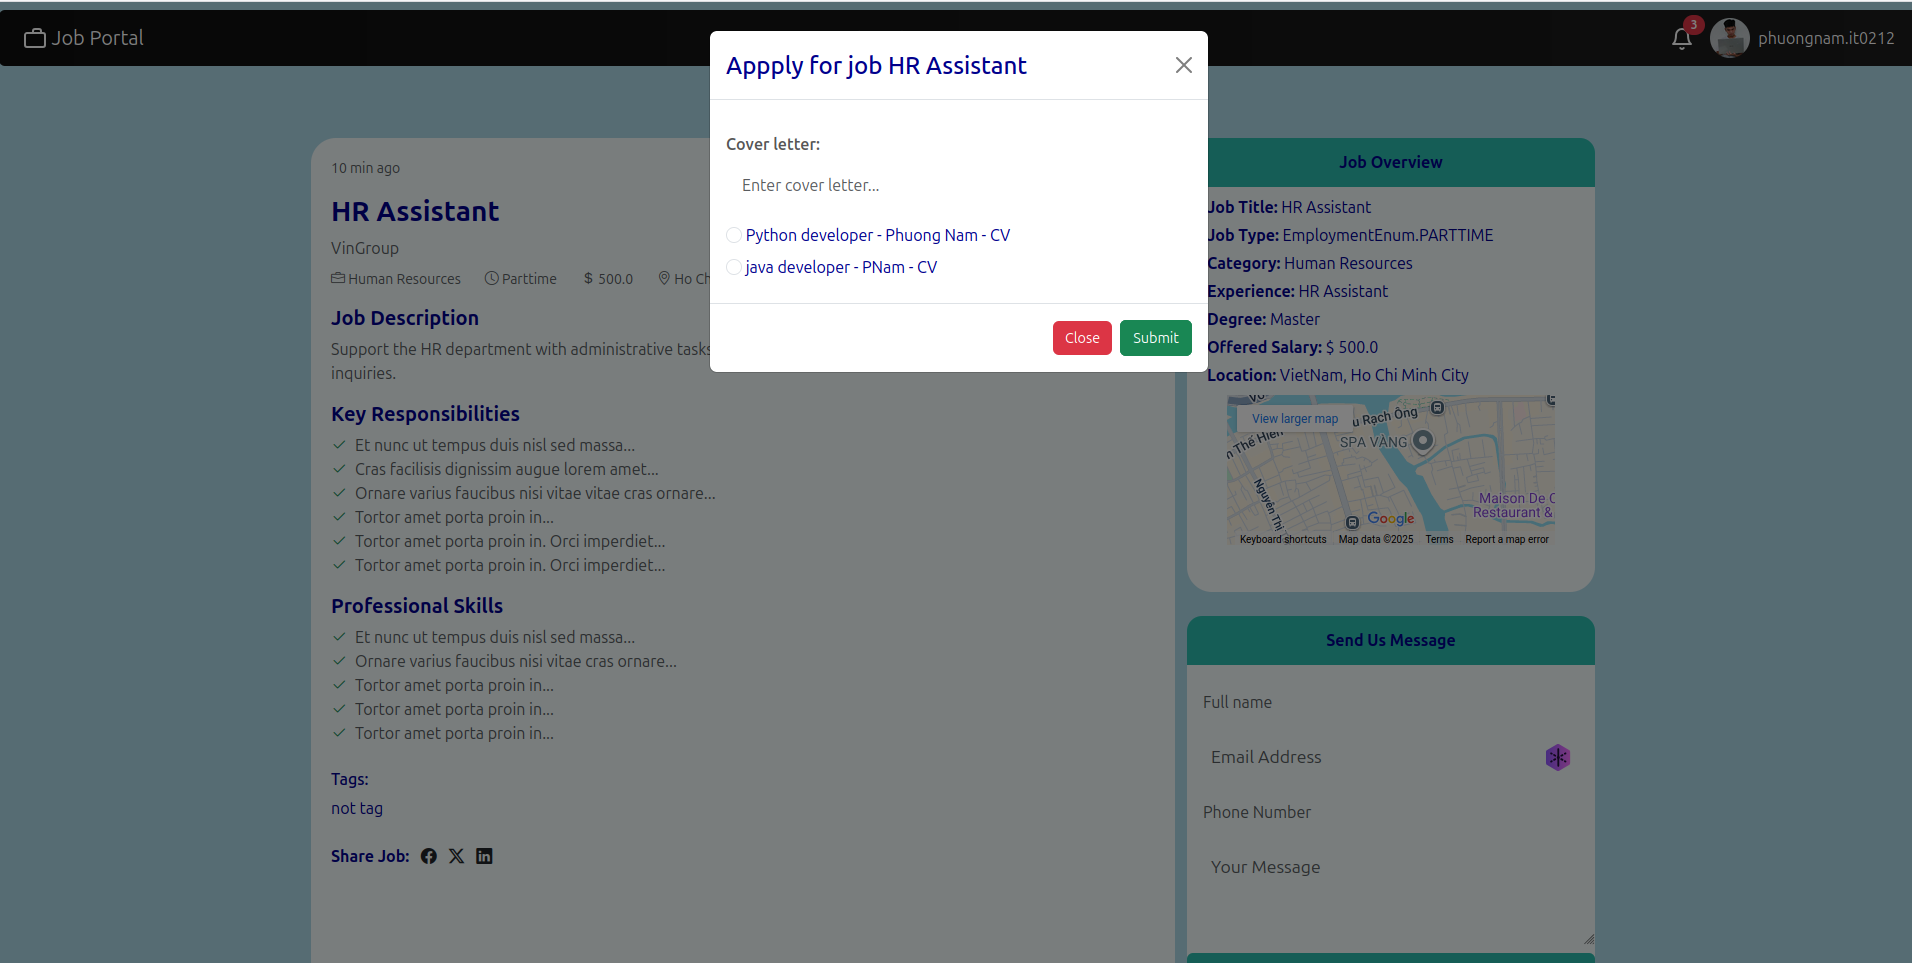 Job Portal
3
phuongnam.it0212
Appply for job HR Assistant
Cover letter:
Enter cover letter...
Python developer - Phuong Nam - CV
java developer - PNam - CV
Close
Submit
10 min ago
HR Assistant
VinGroup
Human Resources
Parttime
$ 500.0
Ho Ch
Job Description
Support the HR department with administrative tasks
inquiries.
Key Responsibilities
Et nunc ut tempus duis nisl sed massa...
Cras facilisis dignissim augue lorem amet...
Ornare varius faucibus nisi vitae vitae cras ornare...
Tortor amet porta proin in...
Tortor amet porta proin in. Orci imperdiet...
Tortor amet porta proin in. Orci imperdiet...
Professional Skills
Et nunc ut tempus duis nisl sed massa...
Ornare varius faucibus nisi vitae cras ornare...
Tortor amet porta proin in...
Tortor amet porta proin in...
Tortor amet porta proin in...
Tags:
not tag
Share Job:
Job Overview
Job Title: HR Assistant
Job Type: EmploymentEnum.PARTTIME
Category: Human Resources
Experience: HR Assistant
Degree: Master
Offered Salary: $ 500.0
Location: VietNam, Ho Chi Minh City
View larger map
u Rạch Ông
n Thế Hiển
SPA VÀNG
Nguyễn Thị
Maison De C
Restaurant &
Google
Keyboard shortcuts
Map data ©2025
Terms
Report a map error
Send Us Message
Full name
Email Address
Phone Number
Your Message